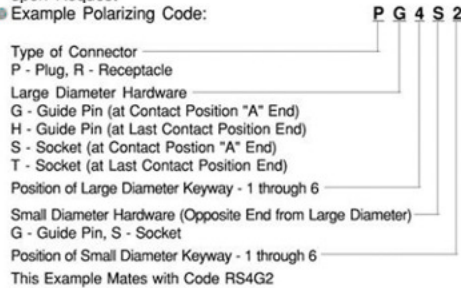 Example Polarizing Code: P G 4 S 2
Type of Connector
P - Plug, R - Receptacle
Large Diameter Hardware
G - Guide Pin (at Contact Position "A" End)
H - Guide Pin (at Last Contact Position End)
S - Socket (at Contact Postion "A" End)
T - Socket (at Last Contact Position End)
Position of Large Diameter Keyway - 1 through 6
Small Diameter Hardware (Opposite End from Large Diameter)
G - Guide Pin, S - Socket
Position of Small Diameter Keyway - 1 through 6
This Example Mates with Code RS4G2